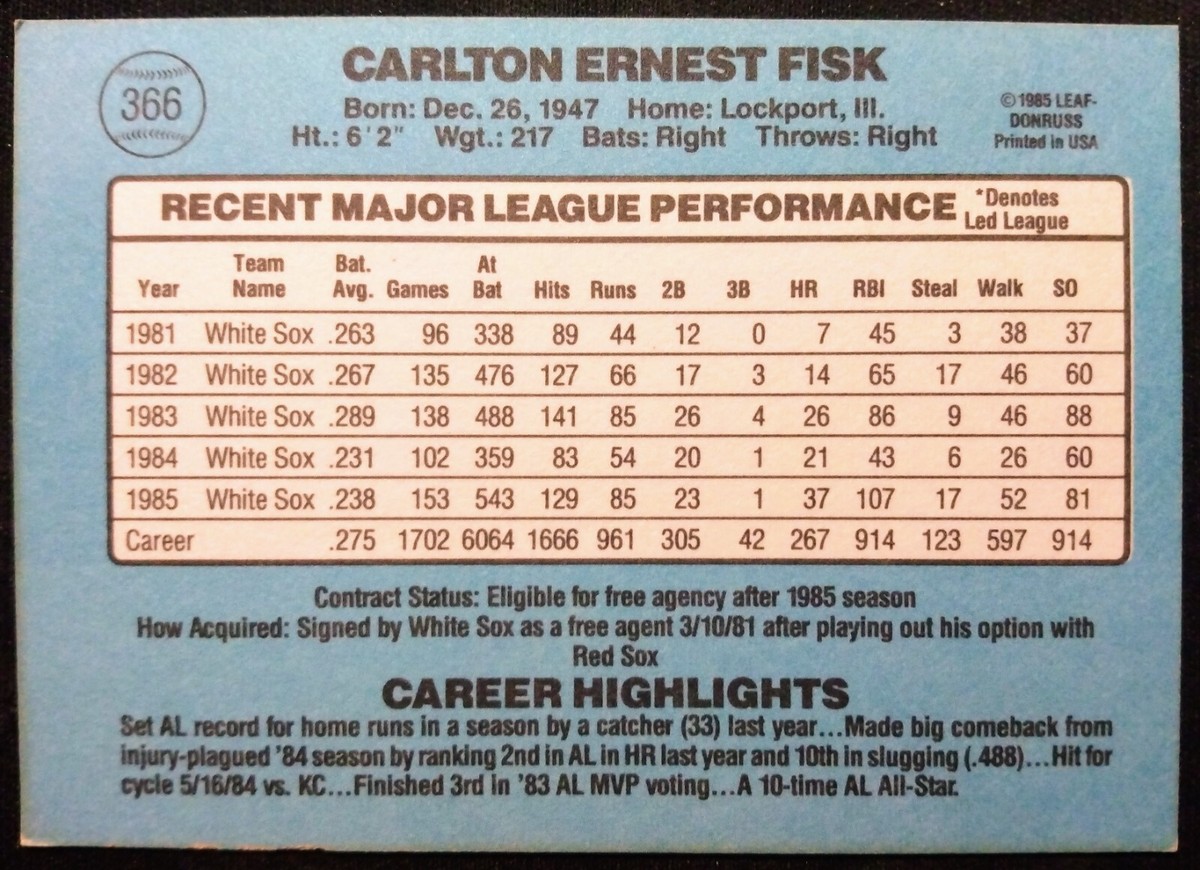 366
CARLTON ERNEST FISK
Born: Dec. 26, 1947 Home: Lockport, Ill.
Ht.: 6'2" Wgt.: 217 Bats: Right Throws: Right
©1985 LEAF-
DONRUSS
Printed in USA
RECENT MAJOR LEAGUE PERFORMANCE
*Denotes
Led League
Year Team Name Bat. Avg. Games At Bat Hits Runs 2B 3B HR RBI Steal Walk SO
1981 White Sox .263 96 338 89 44 12 0 7 45 3 38 37
1982 White Sox .267 135 476 127 66 17 3 14 65 17 46 60
1983 White Sox .289 138 488 141 85 26 4 26 86 9 46 88
1984 White Sox .231 102 359 83 54 20 1 21 43 6 26 60
1985 White Sox .238 153 543 129 85 23 1 37 107 17 52 81
Career .275 1702 6064 1666 961 305 42 267 914 123 597 914
Contract Status: Eligible for free agency after 1985 season
How Acquired: Signed by White Sox as a free agent 3/10/81 after playing out his option with
Red Sox
CAREER HIGHLIGHTS
Set AL record for home runs in a season by a catcher (33) last year...Made big comeback from
injury-plagued '84 season by ranking 2nd in AL in HR last year and 10th in slugging (.488)...Hit for
cycle 5/16/84 vs. KC...Finished 3rd in '83 AL MVP voting...A 10-time AL All-Star.